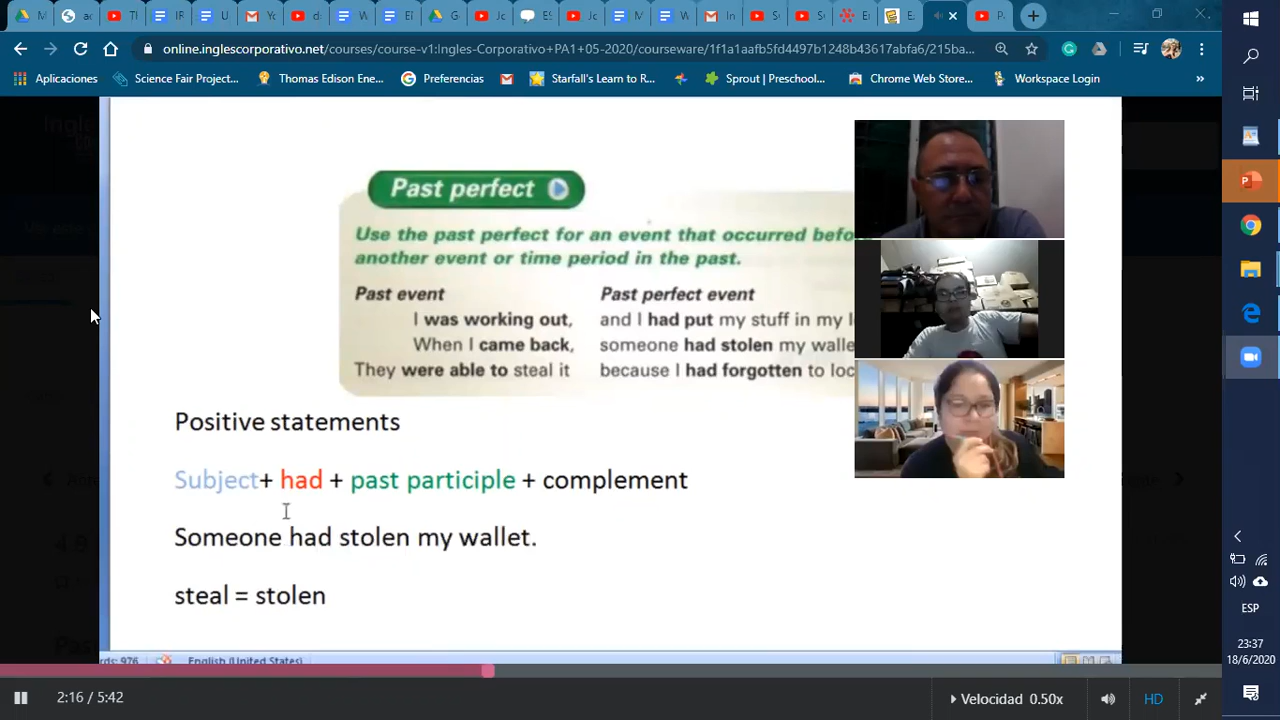 online.inglescorporativo.net/courses/course-v1:Ingles-Corporativo+PA1+05-2020/courseware/1f1a1aafb5fd4497b1248b43617abfa6/215ba...
Aplicaciones Science Fair Project... Thomas Edison Ene... Preferencias Starfall's Learn to R... Sprout | Preschool... Chrome Web Store... Workspace Login »
Past perfect
Use the past perfect for an event that occurred befo
another event or time period in the past.
Past event Past perfect event
I was working out, and I had put my stuff in my l
When I came back, someone had stolen my walle
They were able to steal it because I had forgotten to loc
Positive statements
Subject+ had + past participle + complement
Someone had stolen my wallet.
steal = stolen
rds: 976 English (United States)
2:16 / 5:42 Velocidad 0.50x HD
ESP
23:37
18/6/2020